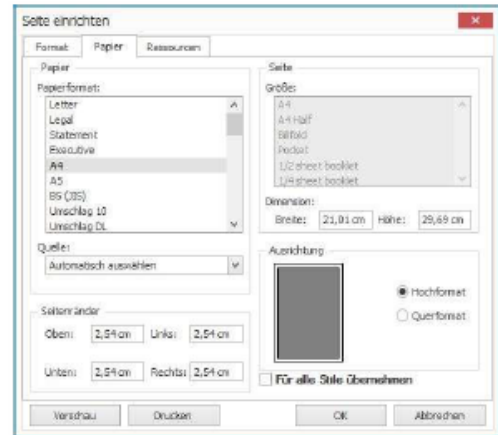 Seite einrichten
Format Papier Ressourcen
Papier
Papierformat:
Letter
Legal
Statement
Executive
A4
A5
B5 (JIS)
Umschlag 10
Umschlag DL
Quelle:
Automatisch auswählen
Seitenränder
Oben: 2,54 cm Links: 2,54 cm
Unten: 2,54 cm Rechts: 2,54 cm
Seite
Größe:
A4
A4 Half
Billfold
Pocket
1/2 sheet booklet
1/4 sheet booklet
Dimension:
Breite: 21,01 cm Höhe: 29,69 cm
Ausrichtung
Hochformat
Querformat
Für alle Stile übernehmen
Vorschau Drucken OK Abbrechen